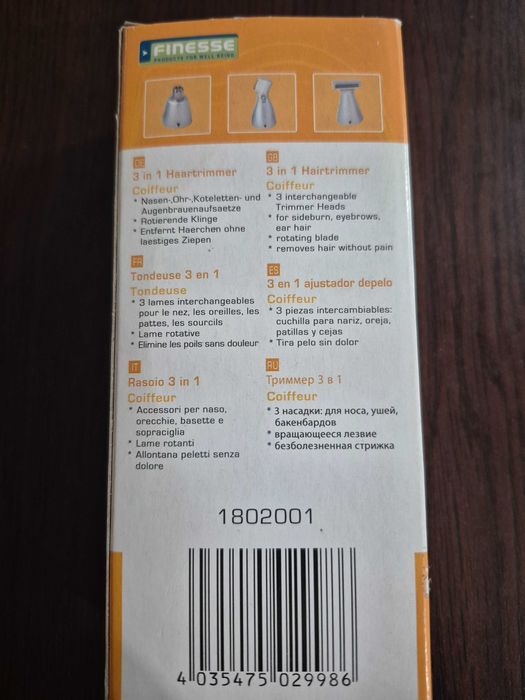 FINESSE
PRODUCTS FOR WELL BEING
DE
3 in 1 Haartrimmer
Coiffeur
* Nasen-,Ohr-,Koteletten- und
Augenbrauenaufsaetze
* Rotierende Klinge
* Entfernt Haerchen ohne
laestiges Ziepen
GB
3 in 1 Hairtrimmer
Coiffeur
* 3 interchangeable
Trimmer Heads
* for sideburn, eyebrows,
ear hair
* rotating blade
* removes hair without pain
FR
Tondeuse 3 en 1
Tondeuse
* 3 lames interchangeables
pour le nez, les oreilles, les
pattes, les sourcils
* Lame rotative
* Elimine les poils sans douleur
ES
3 en 1 ajustador depelo
Coiffeur
* 3 piezas intercambiables:
cuchilla para nariz, oreja,
patillas y cejas
* Tira pelo sin dolor
IT
Rasoio 3 in 1
Coiffeur
* Accessori per naso,
orecchie, basette e
sopraciglia
* Lame rotanti
* Allontana peletti senza
dolore
RU
Триммер 3 в 1
Coiffeur
* 3 насадки: для носа, ушей,
бакенбардов
* вращающееся лезвие
* безболезненная стрижка
1802001
4 035475 029986